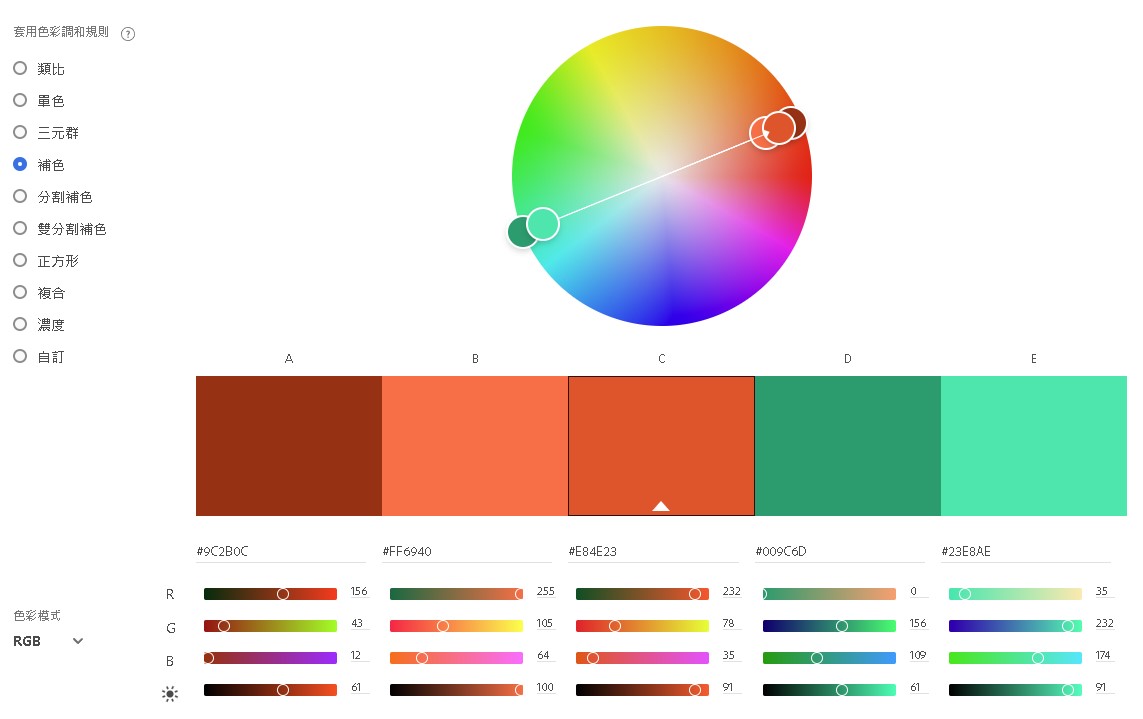 套用色彩調和規則 ?
類比
單色
三元群
補色
分割補色
雙分割補色
正方形
複合
濃度
自訂
A B C D E
#9C2B0C #FF6940 #E84E23 #009C6D #23E8AE
色彩模式
RGB
R 156 255 232 0 35
G 43 105 78 156 232
B 12 64 35 109 174
61 100 91 61 91